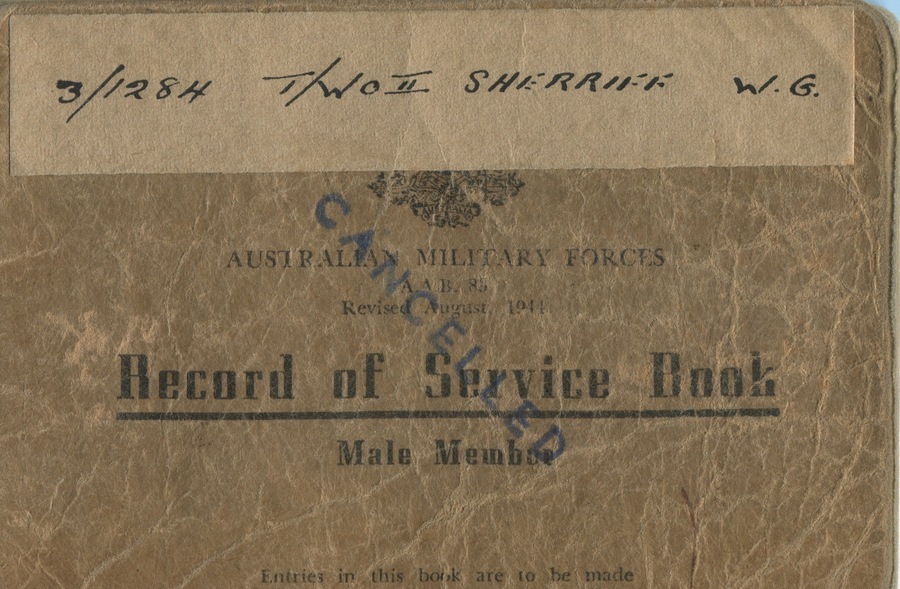 3/1284 T/WO II SHERRIFF W.G.
CANCELLED
AUSTRALIAN MILITARY FORCES
A.A.B. 83
Revised August, 1944
Record of Service Book
Male Member
Entries in this book are to be made